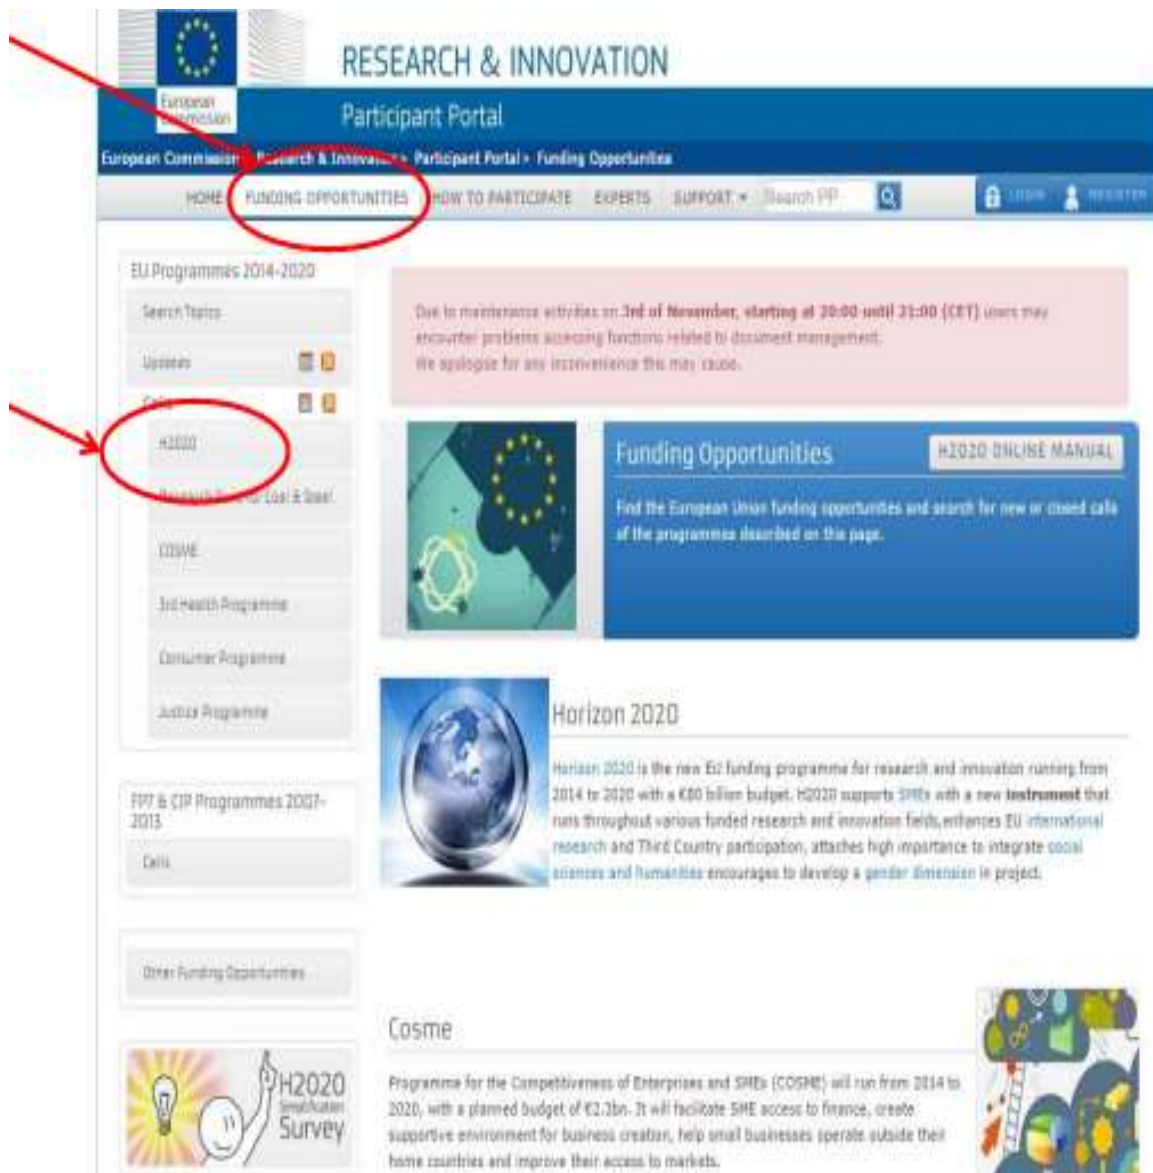 RESEARCH & INNOVATION
European
Commission
Participant Portal
European Commission > Research & Innovation > Participant Portal > Funding Opportunities
HOME FUNDING OPPORTUNITIES HOW TO PARTICIPATE EXPERTS SUPPORT Search PP LOGIN REGISTER
EU Programmes 2014-2020
Search Topics
Updates
Calls
H2020
Research Fund for Coal & Steel
COSME
3rd Health Programme
Consumer Programme
Justice Programme
FP7 & CIP Programmes 2007-
2013
Calls
Other Funding Opportunities
H2020
Simplification
Survey
Due to maintenance activities on 3rd of November, starting at 20:00 until 21:00 (CET) users may
encounter problems accessing functions related to document management.
We apologise for any inconvenience this may cause.
Funding Opportunities
H2020 ONLINE MANUAL
Find the European Union funding opportunities and search for new or closed calls
of the programmes described on this page.
Horizon 2020
Horizon 2020 is the new EU funding programme for research and innovation running from
2014 to 2020 with a €80 billion budget. H2020 supports SMEs with a new instrument that
runs throughout various funded research and innovation fields, enhances EU international
research and Third Country participation, attaches high importance to integrate social
sciences and humanities encourages to develop a gender dimension in project.
Cosme
Programme for the Competitiveness of Enterprises and SMEs (COSME) will run from 2014 to
2020, with a planned budget of €2.3bn. It will facilitate SME access to finance, create
supportive environment for business creation, help small businesses operate outside their
home countries and improve their access to markets.